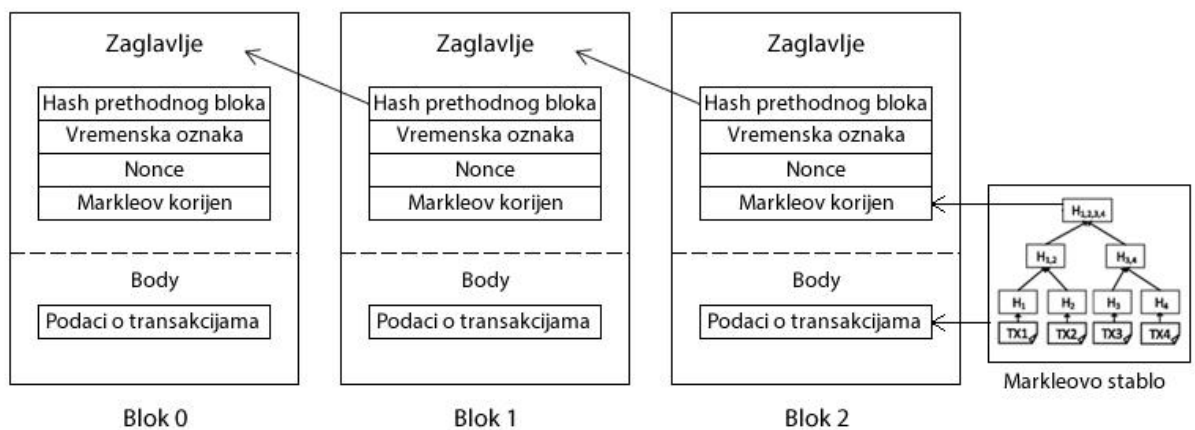 Zaglavlje
Hash prethodnog bloka
Vremenska oznaka
Nonce
Markleov korijen
Body
Podaci o transakcijama
Blok 0
Zaglavlje
Hash prethodnog bloka
Vremenska oznaka
Nonce
Markleov korijen
Body
Podaci o transakcijama
Blok 1
Zaglavlje
Hash prethodnog bloka
Vremenska oznaka
Nonce
Markleov korijen
Body
Podaci o transakcijama
Blok 2
H1,2,3,4
H1,2 H3,4
H1 H2 H3 H4
TX1 TX2 TX3 TX4
Markleovo stablo